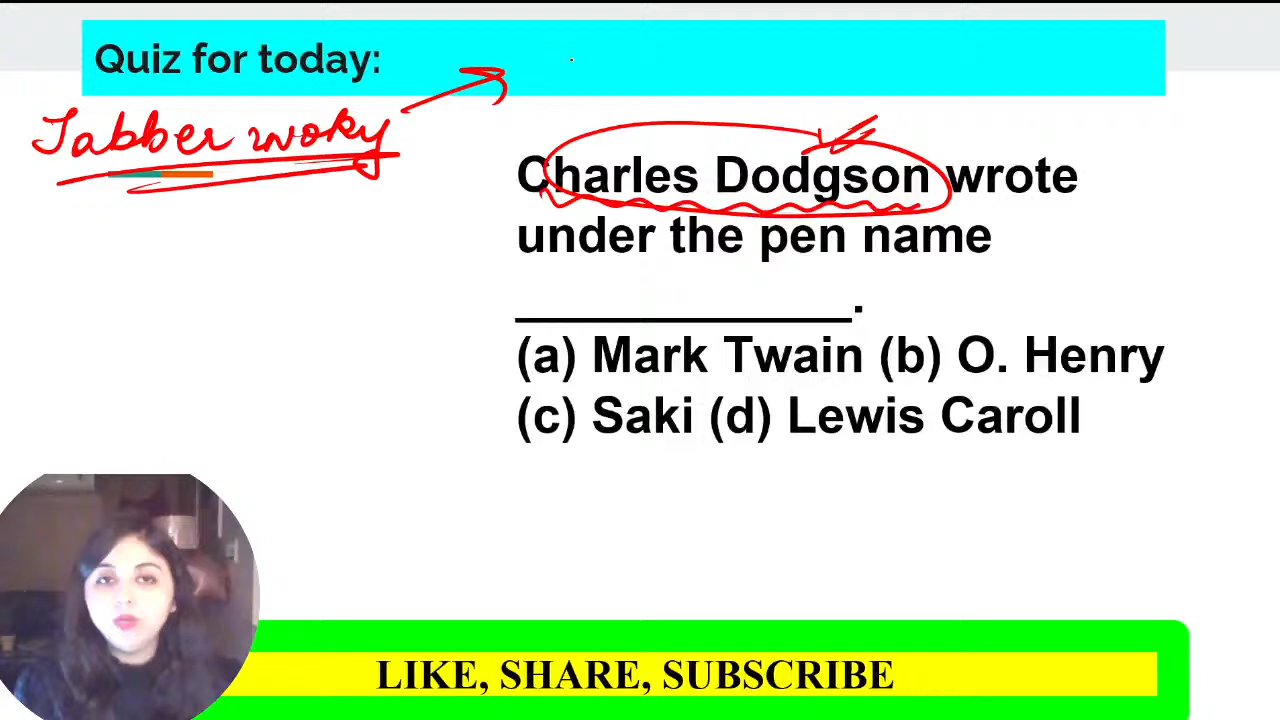 Quiz for today:
Jabber woky
Charles Dodgson wrote
under the pen name
____________.
(a) Mark Twain (b) O. Henry
(c) Saki (d) Lewis Caroll
LIKE, SHARE, SUBSCRIBE